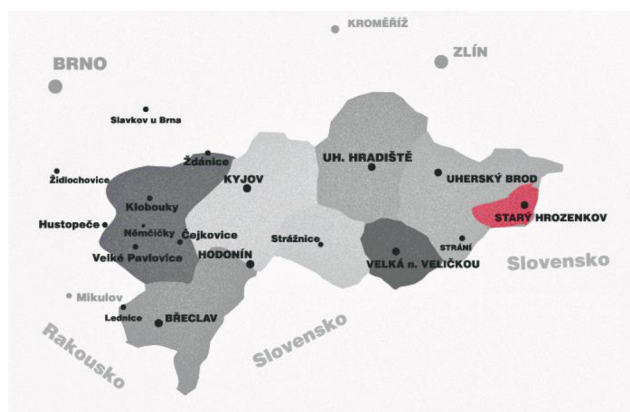 KROMĚŘÍŽ
BRNO
ZLÍN
Slavkov u Brna
Ždánice
UH. HRADIŠTĚ
Židlochovice
KYJOV
UHERSKÝ BROD
Klobouky
STARÝ HROZENKOV
Hustopeče
Němčičky
Čejkovice
Strážnice
STRÁNÍ
Velké Pavlovice
HODONÍN
VELKÁ n. VELIČKOU
Slovensko
Mikulov
Lednice
BŘECLAV
Rakousko
Slovensko